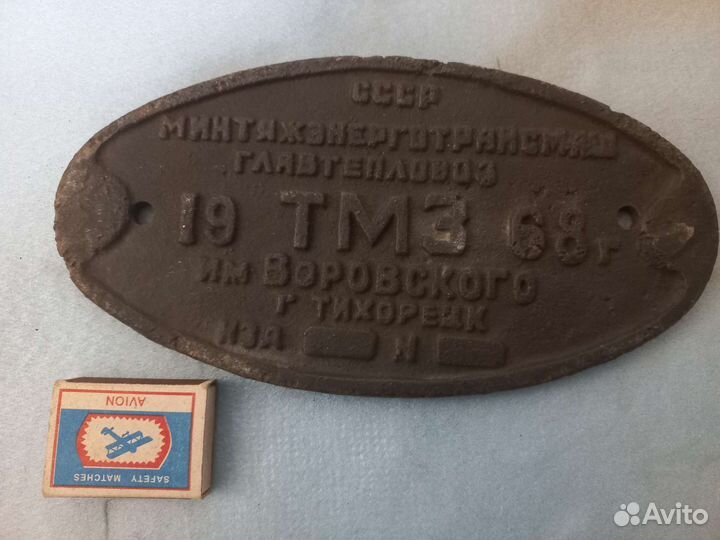 СССР
МИНТЯЖЭНЕРГОТРАНСМАШ
ГЛАВТЕПЛОВОЗ
19 ТМЗ 68 г
им ВОРОВСКОГО
г ТИХОРЕЦК
ИЗД N
AVION
SAFETY MATCHES
Avito